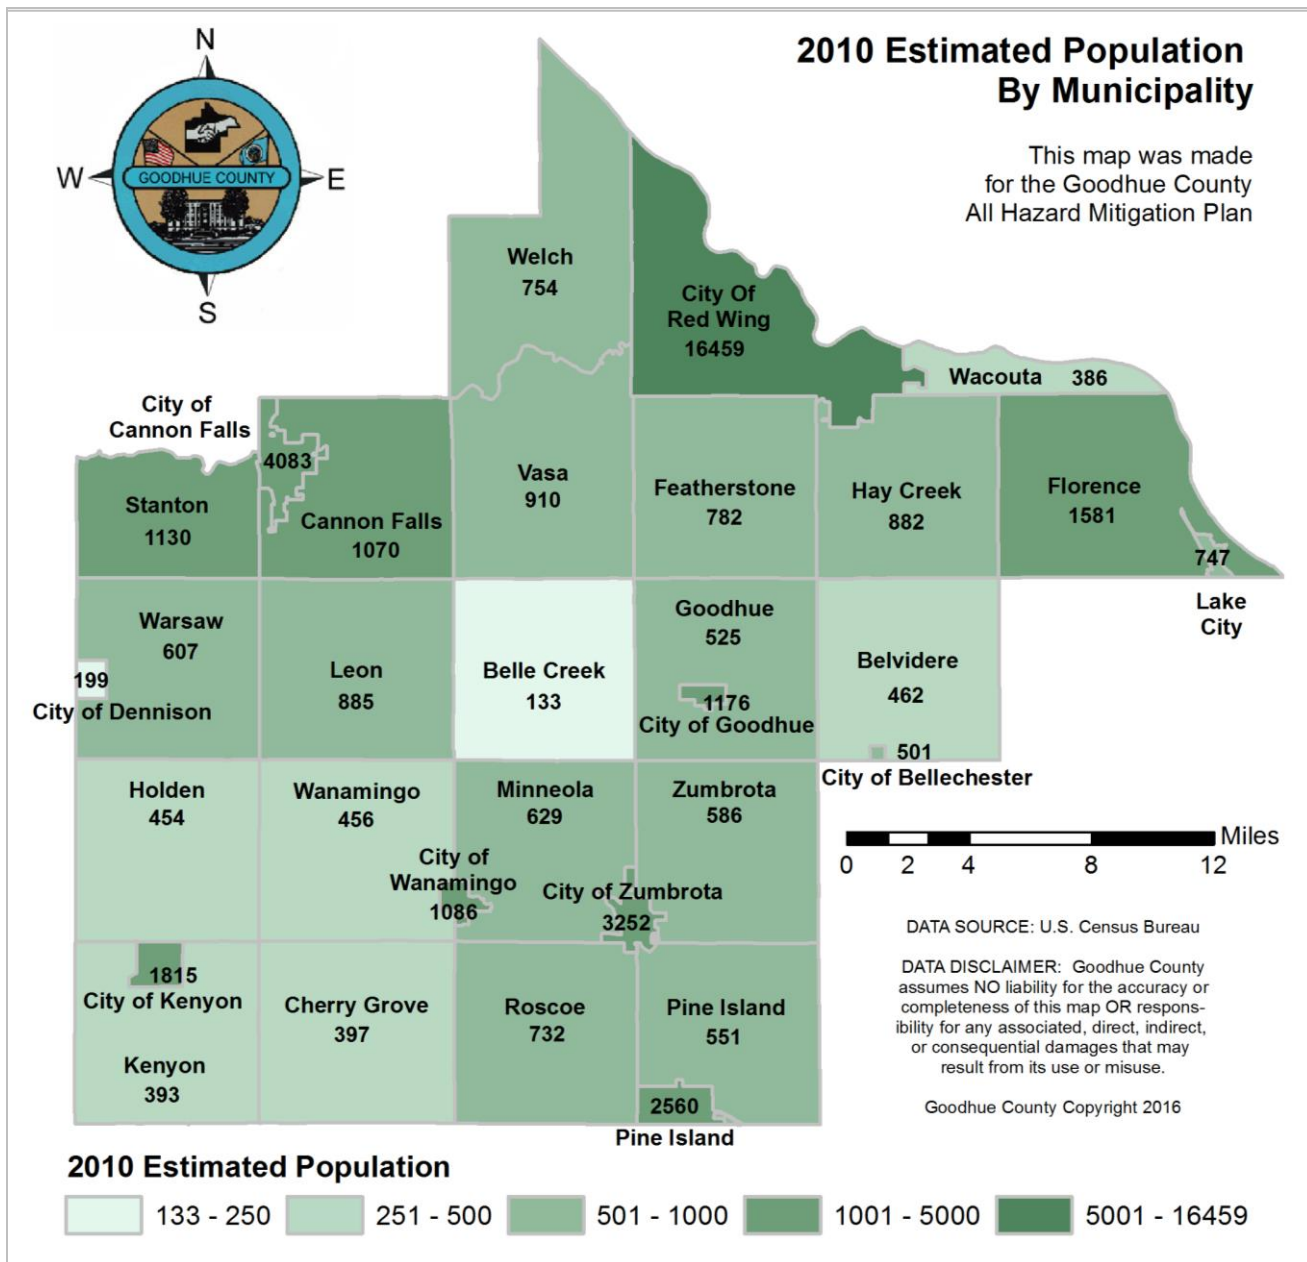 N
W
E
S
GOODHUE COUNTY
2010 Estimated Population
By Municipality
This map was made
for the Goodhue County
All Hazard Mitigation Plan
Welch
754
City Of
Red Wing
16459
Wacouta 386
City of
Cannon Falls
4083
Stanton
1130
Cannon Falls
1070
Vasa
910
Featherstone
782
Hay Creek
882
Florence
1581
747
Lake
City
Warsaw
607
199
City of Dennison
Leon
885
Belle Creek
133
Goodhue
525
1176
City of Goodhue
Belvidere
462
501
City of Bellechester
Holden
454
Wanamingo
456
Minneola
629
Zumbrota
586
City of
Wanamingo
1086
City of Zumbrota
3252
Miles
0 2 4 8 12
1815
City of Kenyon
Kenyon
393
Cherry Grove
397
Roscoe
732
Pine Island
551
2560
Pine Island
DATA SOURCE: U.S. Census Bureau
DATA DISCLAIMER: Goodhue County
assumes NO liability for the accuracy or
completeness of this map OR respons-
ibility for any associated, direct, indirect,
or consequential damages that may
result from its use or misuse.
Goodhue County Copyright 2016
2010 Estimated Population
133 - 250
251 - 500
501 - 1000
1001 - 5000
5001 - 16459